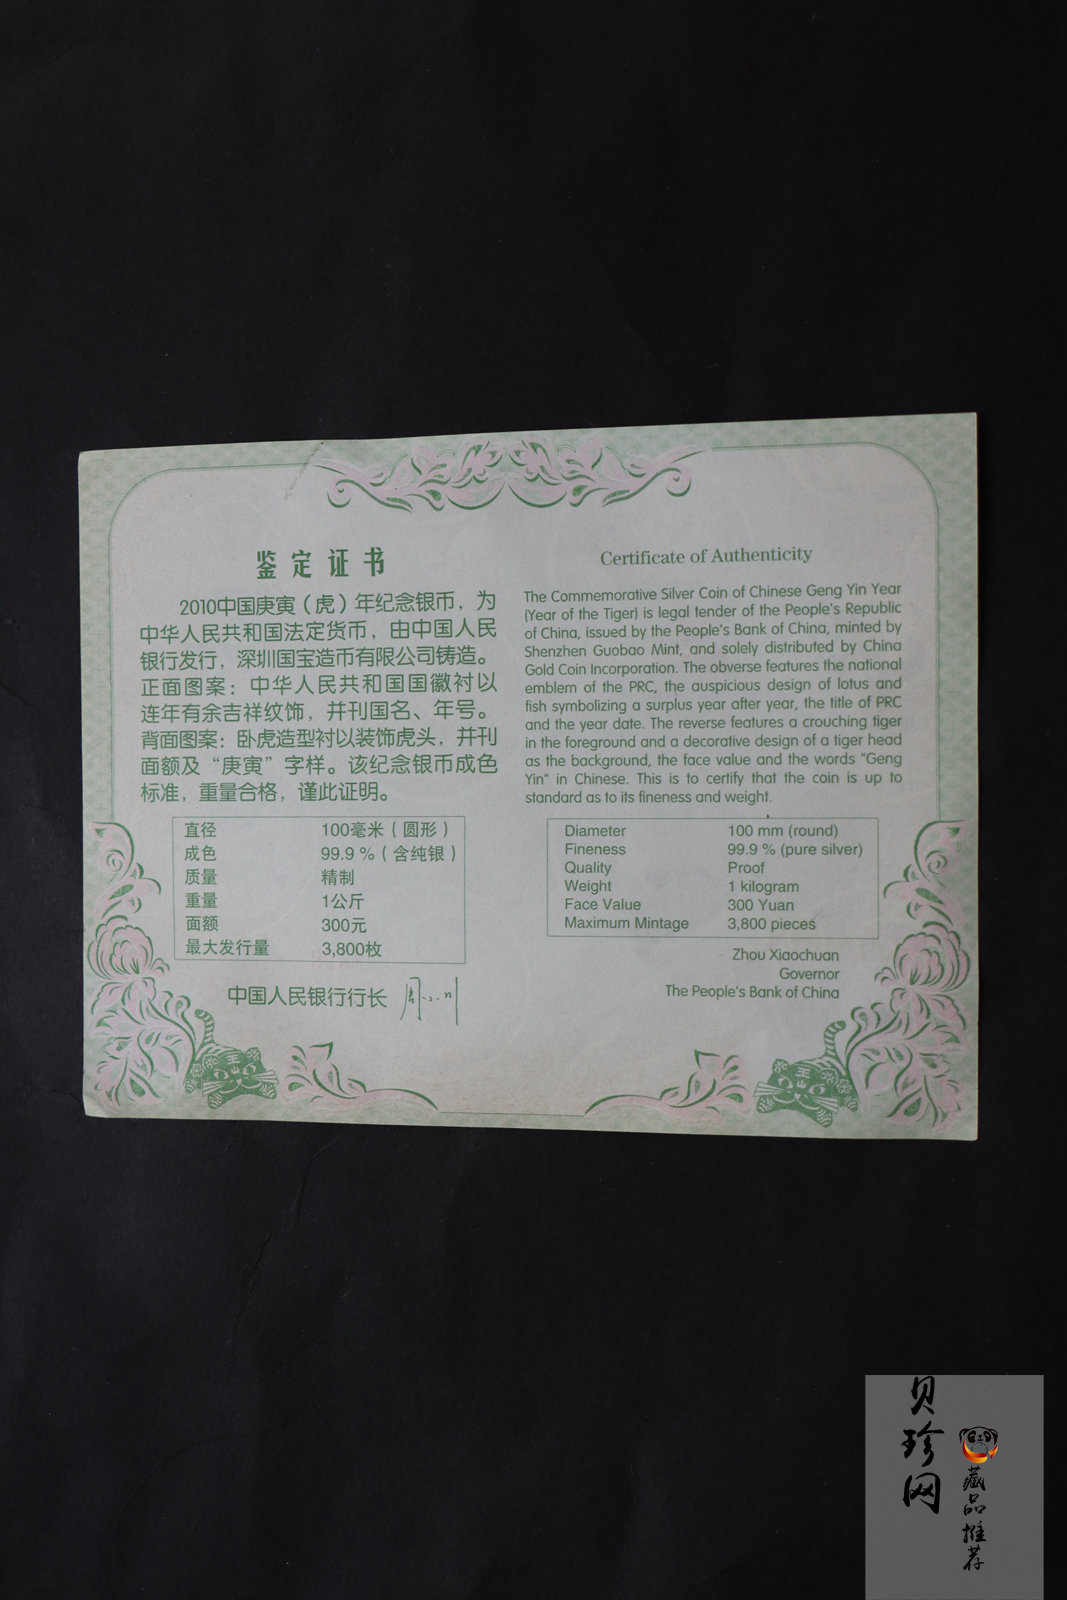 鉴定证书
2010中国庚寅（虎）年纪念银币，为
中华人民共和国法定货币，由中国人民
银行发行，深圳国宝造币有限公司铸造。
正面图案：中华人民共和国国徽衬以
连年有余吉祥纹饰，并刊国名、年号。
背面图案：卧虎造型衬以装饰虎头，并刊
面额及“庚寅”字样。该纪念银币成色
标准，重量合格，谨此证明。
直径 100毫米（圆形）
成色 99.9 %（含纯银）
质量 精制
重量 1公斤
面额 300元
最大发行量 3,800枚
中国人民银行行长 周小川
Certificate of Authenticity
The Commemorative Silver Coin of Chinese Geng Yin Year
(Year of the Tiger) is legal tender of the People's Republic
of China, issued by the People's Bank of China, minted by
Shenzhen Guobao Mint, and solely distributed by China
Gold Coin Incorporation. The obverse features the national
emblem of the PRC, the auspicious design of lotus and
fish symbolizing a surplus year after year, the title of PRC
and the year date. The reverse features a crouching tiger
in the foreground and a decorative design of a tiger head
as the background, the face value and the words "Geng
Yin" in Chinese. This is to certify that the coin is up to
standard as to its fineness and weight.
Diameter 100 mm (round)
Fineness 99.9 % (pure silver)
Quality Proof
Weight 1 kilogram
Face Value 300 Yuan
Maximum Mintage 3,800 pieces
Zhou Xiaochuan
Governor
The People's Bank of China
王
王
贝珍网
藏品推荐